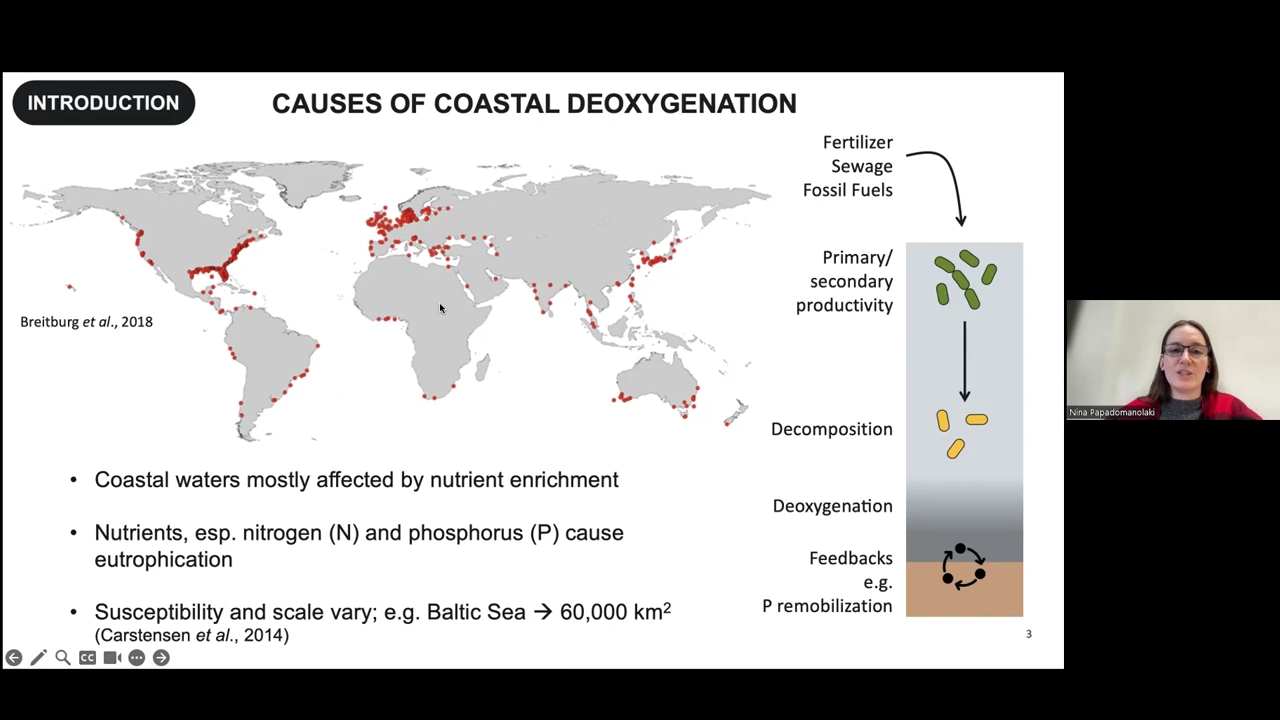 INTRODUCTION
CAUSES OF COASTAL DEOXYGENATION
Fertilizer
Sewage
Fossil Fuels
Primary/
secondary
productivity
Breitburg et al., 2018
Nina Papadomanolaki
Decomposition
• Coastal waters mostly affected by nutrient enrichment
Deoxygenation
• Nutrients, esp. nitrogen (N) and phosphorus (P) cause
eutrophication
Feedbacks
e.g.
P remobilization
• Susceptibility and scale vary; e.g. Baltic Sea → 60,000 km²
(Carstensen et al., 2014)
3
CC